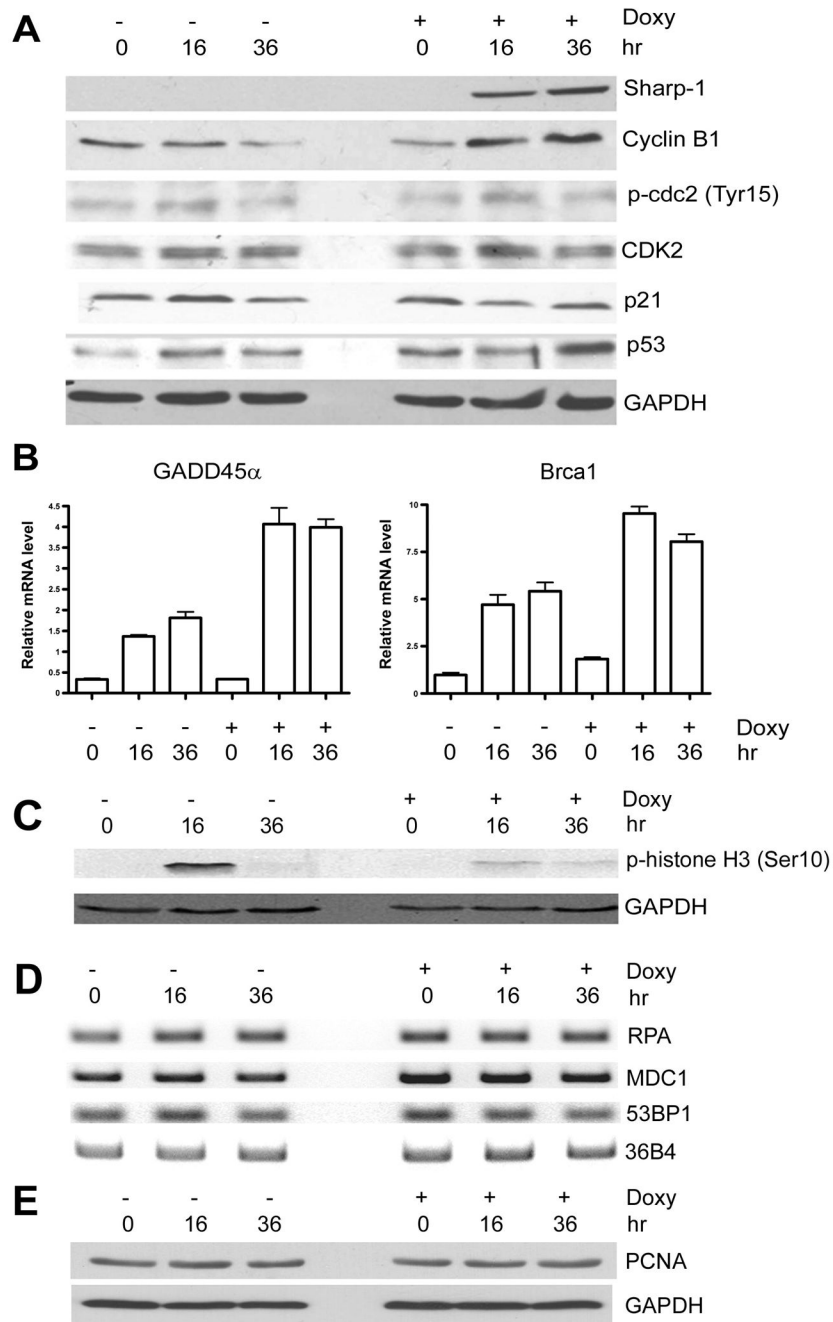 A
- - - + + + Doxy
0 16 36 0 16 36 hr
Sharp-1
Cyclin B1
p-cdc2 (Tyr15)
CDK2
p21
p53
GAPDH
B
GADD45α
Relative mRNA level
4.5
4
3.5
3
2.5
2
1.5
1
0.5
0
Brca1
Relative mRNA level
10
7.5
5
2.5
0
- - - + + + - - - + + + Doxy
0 16 36 0 16 36 0 16 36 0 16 36 hr
C
- - - + + + Doxy
0 16 36 0 16 36 hr
p-histone H3 (Ser10)
GAPDH
D
- - - + + + Doxy
0 16 36 0 16 36 hr
RPA
MDC1
53BP1
36B4
E
- - - + + + Doxy
0 16 36 0 16 36 hr
PCNA
GAPDH